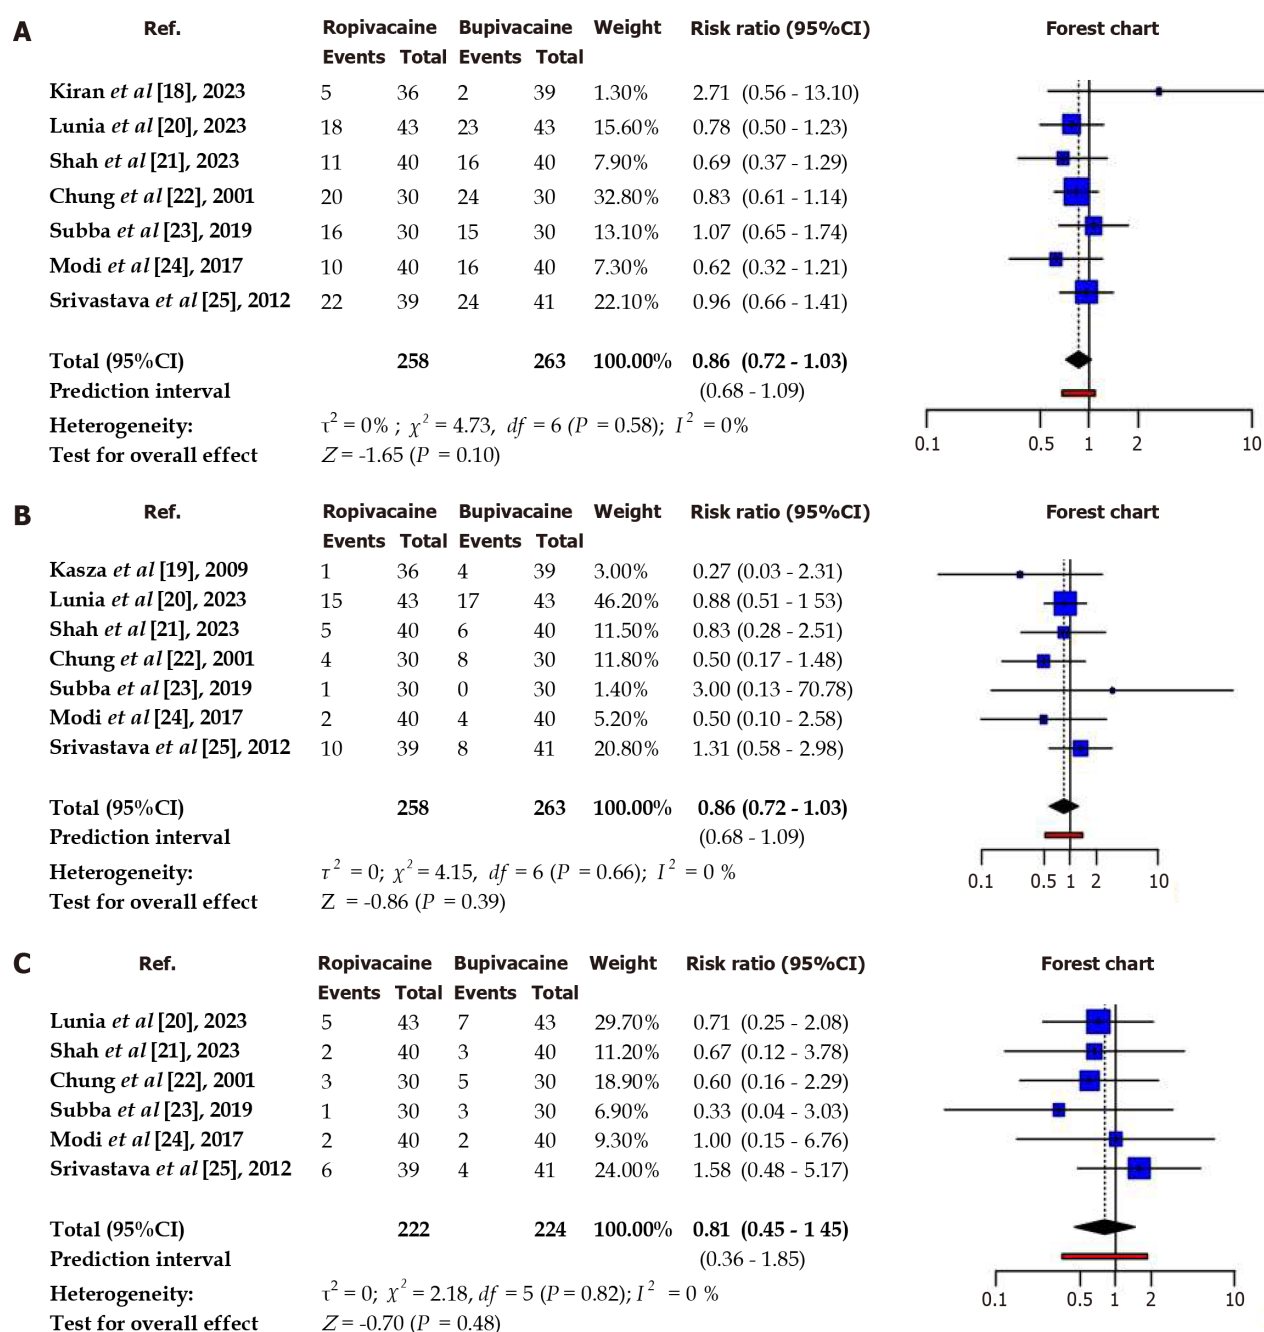 A Ref. Ropivacaine Bupivacaine Weight Risk ratio (95%CI) Forest chart
Events Total Events Total
Kiran et al [18], 2023 5 36 2 39 1.30% 2.71 (0.56 - 13.10)
Lunia et al [20], 2023 18 43 23 43 15.60% 0.78 (0.50 - 1.23)
Shah et al [21], 2023 11 40 16 40 7.90% 0.69 (0.37 - 1.29)
Chung et al [22], 2001 20 30 24 30 32.80% 0.83 (0.61 - 1.14)
Subba et al [23], 2019 16 30 15 30 13.10% 1.07 (0.65 - 1.74)
Modi et al [24], 2017 10 40 16 40 7.30% 0.62 (0.32 - 1.21)
Srivastava et al [25], 2012 22 39 24 41 22.10% 0.96 (0.66 - 1.41)
Total (95%CI) 258 263 100.00% 0.86 (0.72 - 1.03)
Prediction interval (0.68 - 1.09)
Heterogeneity: τ² = 0% ; χ² = 4.73, df = 6 (P = 0.58); I² = 0%
0.1 0.5 1 2 10
Test for overall effect Z = -1.65 (P = 0.10)
B Ref. Ropivacaine Bupivacaine Weight Risk ratio (95%CI) Forest chart
Events Total Events Total
Kasza et al [19], 2009 1 36 4 39 3.00% 0.27 (0.03 - 2.31)
Lunia et al [20], 2023 15 43 17 43 46.20% 0.88 (0.51 - 1 53)
Shah et al [21], 2023 5 40 6 40 11.50% 0.83 (0.28 - 2.51)
Chung et al [22], 2001 4 30 8 30 11.80% 0.50 (0.17 - 1.48)
Subba et al [23], 2019 1 30 0 30 1.40% 3.00 (0.13 - 70.78)
Modi et al [24], 2017 2 40 4 40 5.20% 0.50 (0.10 - 2.58)
Srivastava et al [25], 2012 10 39 8 41 20.80% 1.31 (0.58 - 2.98)
Total (95%CI) 258 263 100.00% 0.86 (0.72 - 1.03)
Prediction interval (0.68 - 1.09)
Heterogeneity: τ² = 0; χ² = 4.15, df = 6 (P = 0.66); I² = 0 %
0.1 0.5 1 2 10
Test for overall effect Z = -0.86 (P = 0.39)
C Ref. Ropivacaine Bupivacaine Weight Risk ratio (95%CI) Forest chart
Events Total Events Total
Lunia et al [20], 2023 5 43 7 43 29.70% 0.71 (0.25 - 2.08)
Shah et al [21], 2023 2 40 3 40 11.20% 0.67 (0.12 - 3.78)
Chung et al [22], 2001 3 30 5 30 18.90% 0.60 (0.16 - 2.29)
Subba et al [23], 2019 1 30 3 30 6.90% 0.33 (0.04 - 3.03)
Modi et al [24], 2017 2 40 2 40 9.30% 1.00 (0.15 - 6.76)
Srivastava et al [25], 2012 6 39 4 41 24.00% 1.58 (0.48 - 5.17)
Total (95%CI) 222 224 100.00% 0.81 (0.45 - 1 45)
Prediction interval (0.36 - 1.85)
Heterogeneity: τ² = 0; χ² = 2.18, df = 5 (P = 0.82); I² = 0 %
0.1 0.5 1 2 10
Test for overall effect Z = -0.70 (P = 0.48)